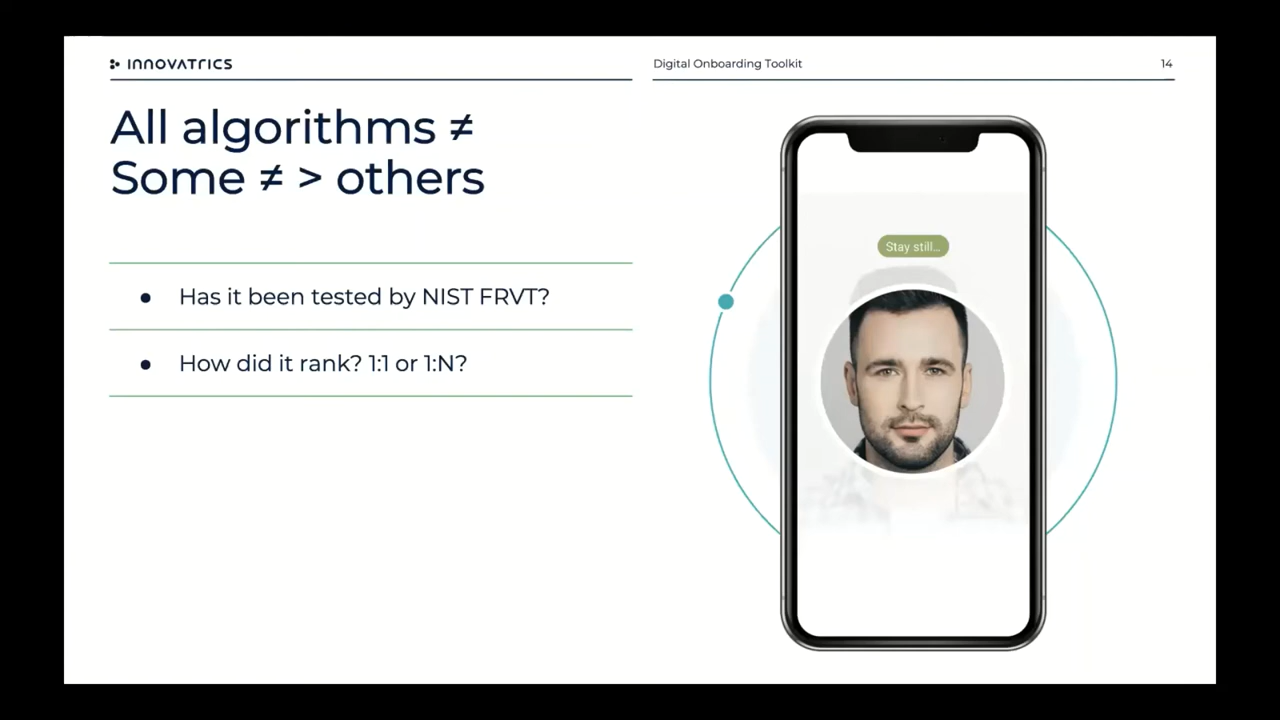 INNOVATRICS
Digital Onboarding Toolkit
14
All algorithms ≠
Some ≠ > others
● Has it been tested by NIST FRVT?
● How did it rank? 1:1 or 1:N?
Stay still...